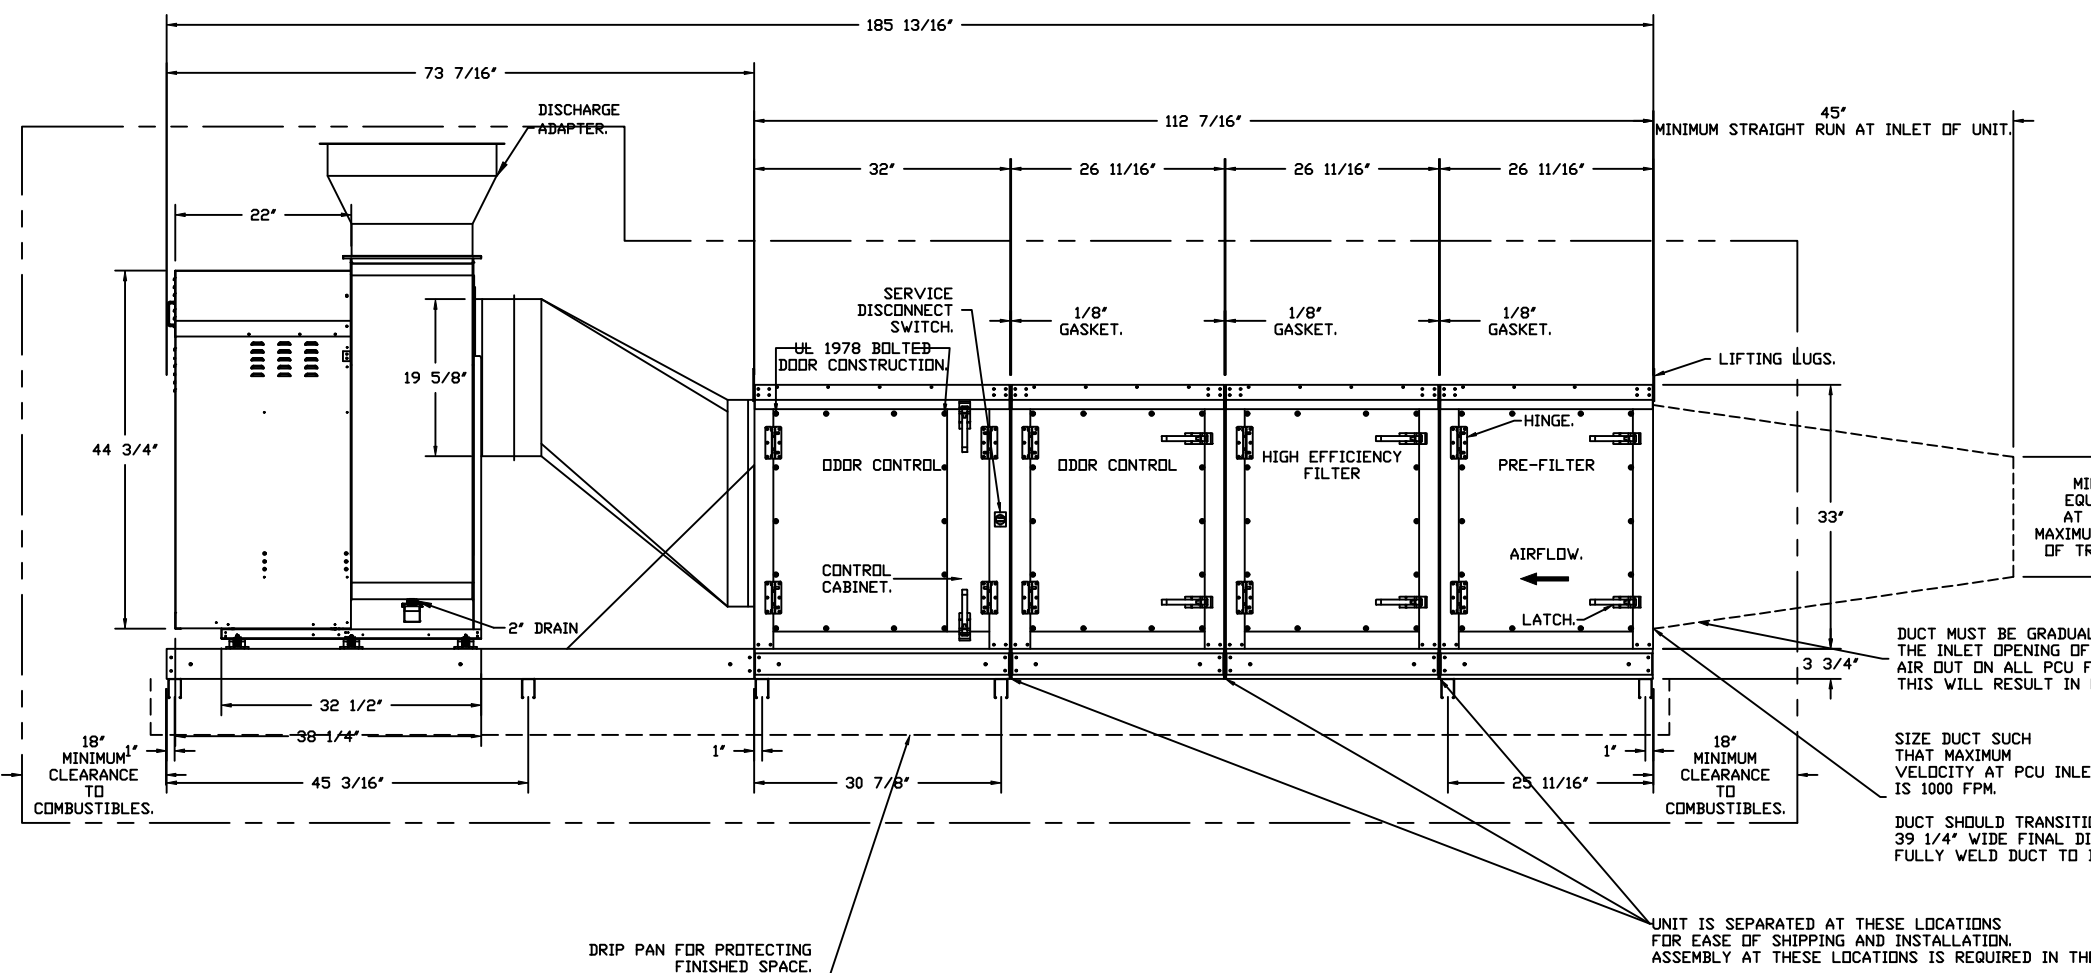 185 13/16"
73 7/16"
DISCHARGE
ADAPTER.
112 7/16"
45"
MINIMUM STRAIGHT RUN AT INLET OF UNIT.
32"
26 11/16"
26 11/16"
26 11/16"
22"
SERVICE
DISCONNECT
SWITCH.
1/8"
GASKET.
1/8"
GASKET.
1/8"
GASKET.
UL 1978 BOLTED
DOOR CONSTRUCTION.
LIFTING LUGS.
19 5/8"
44 3/4"
HINGE.
ODOR CONTROL
ODOR CONTROL
HIGH EFFICIENCY
FILTER
PRE-FILTER
33"
AT
MAXIMU
OF TR
AIRFLOW.
CONTROL
CABINET.
LATCH.
2" DRAIN
DUCT MUST BE GRADUAL
THE INLET OPENING OF
AIR OUT ON ALL PCU F
THIS WILL RESULT IN
3 3/4"
32 1/2"
38 1/4"
18"
MINIMUM
CLEARANCE
TO
COMBUSTIBLES.
1"
1"
1"
45 3/16"
30 7/8"
25 11/16"
18"
MINIMUM
CLEARANCE
TO
COMBUSTIBLES.
SIZE DUCT SUCH
THAT MAXIMUM
VELOCITY AT PCU INLE
IS 1000 FPM.
DUCT SHOULD TRANSITIO
39 1/4" WIDE FINAL DI
FULLY WELD DUCT TO
UNIT IS SEPARATED AT THESE LOCATIONS
FOR EASE OF SHIPPING AND INSTALLATION.
ASSEMBLY AT THESE LOCATIONS IS REQUIRED IN THE
DRIP PAN FOR PROTECTING
FINISHED SPACE.